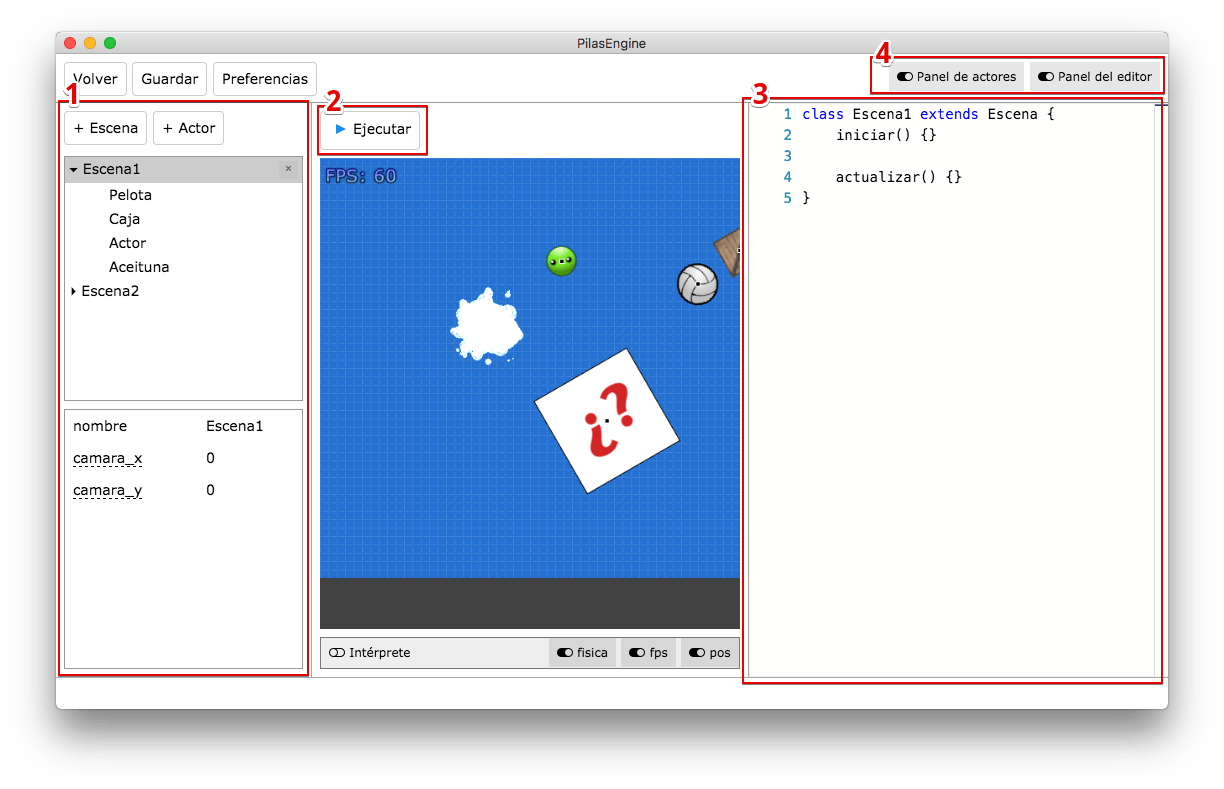 PilasEngine
Volver Guardar Preferencias
4
Panel de actores Panel del editor
1
+ Escena + Actor
Escena1 ×
Pelota
Caja
Actor
Aceituna
Escena2
nombre Escena1
camara_x 0
camara_y 0
2
Ejecutar
FPS: 60
¿?
Intérprete fisica fps pos
3
1 class Escena1 extends Escena {
2 iniciar() {}
3
4 actualizar() {}
5 }